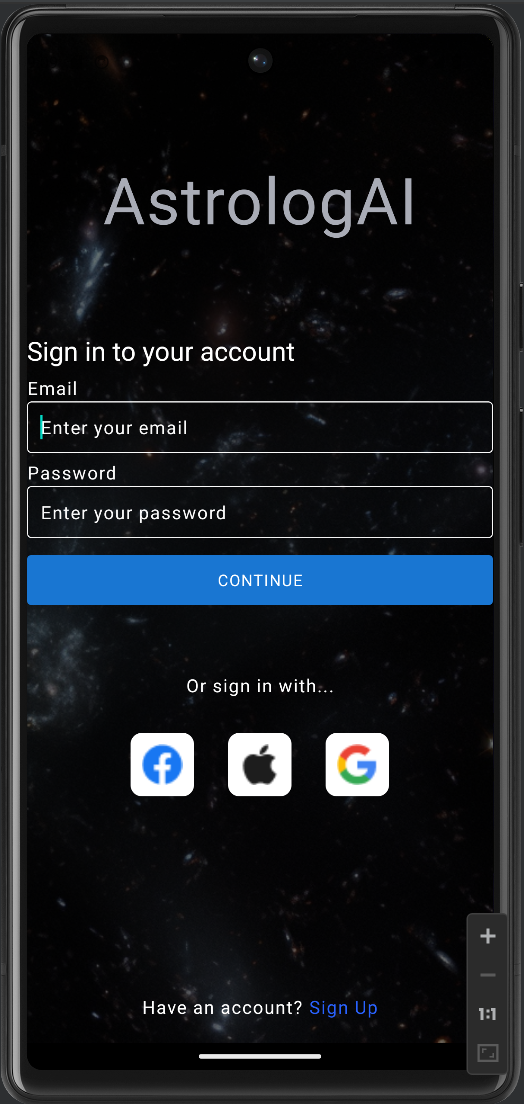 AstrologAI
Sign in to your account
Email
Enter your email
Password
Enter your password
CONTINUE
Or sign in with...
Have an account? Sign Up
1:1